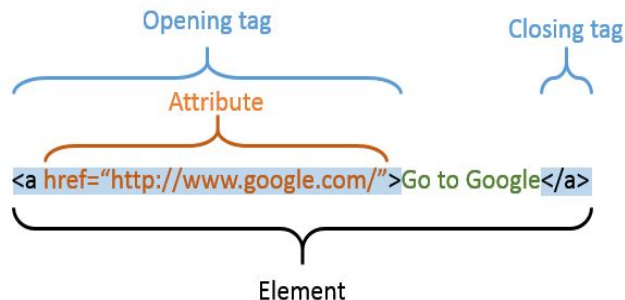 Opening tag
Closing tag
Attribute
<a href=“http://www.google.com/”>Go to Google</a>
Element